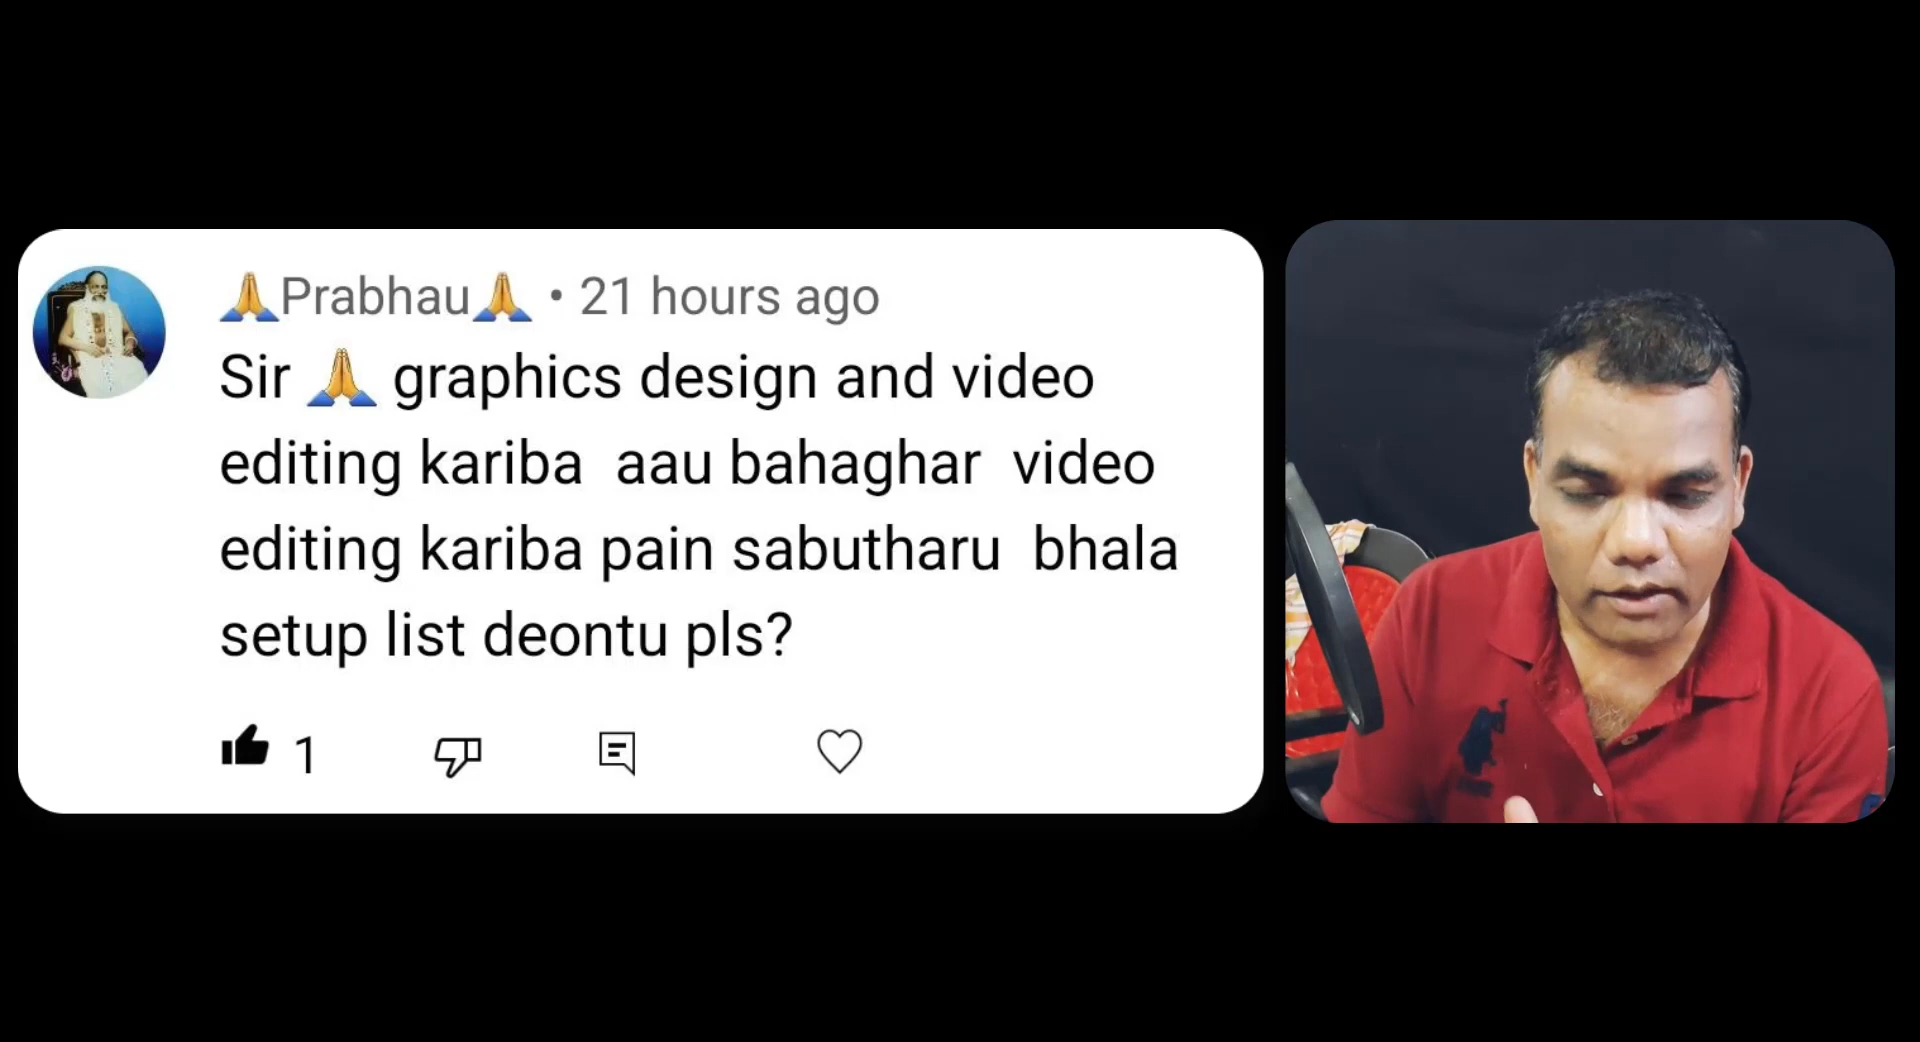 🙏Prabhau🙏 • 21 hours ago
Sir 🙏 graphics design and video
editing kariba aau bahaghar video
editing kariba pain sabutharu bhala
setup list deontu pls?
1